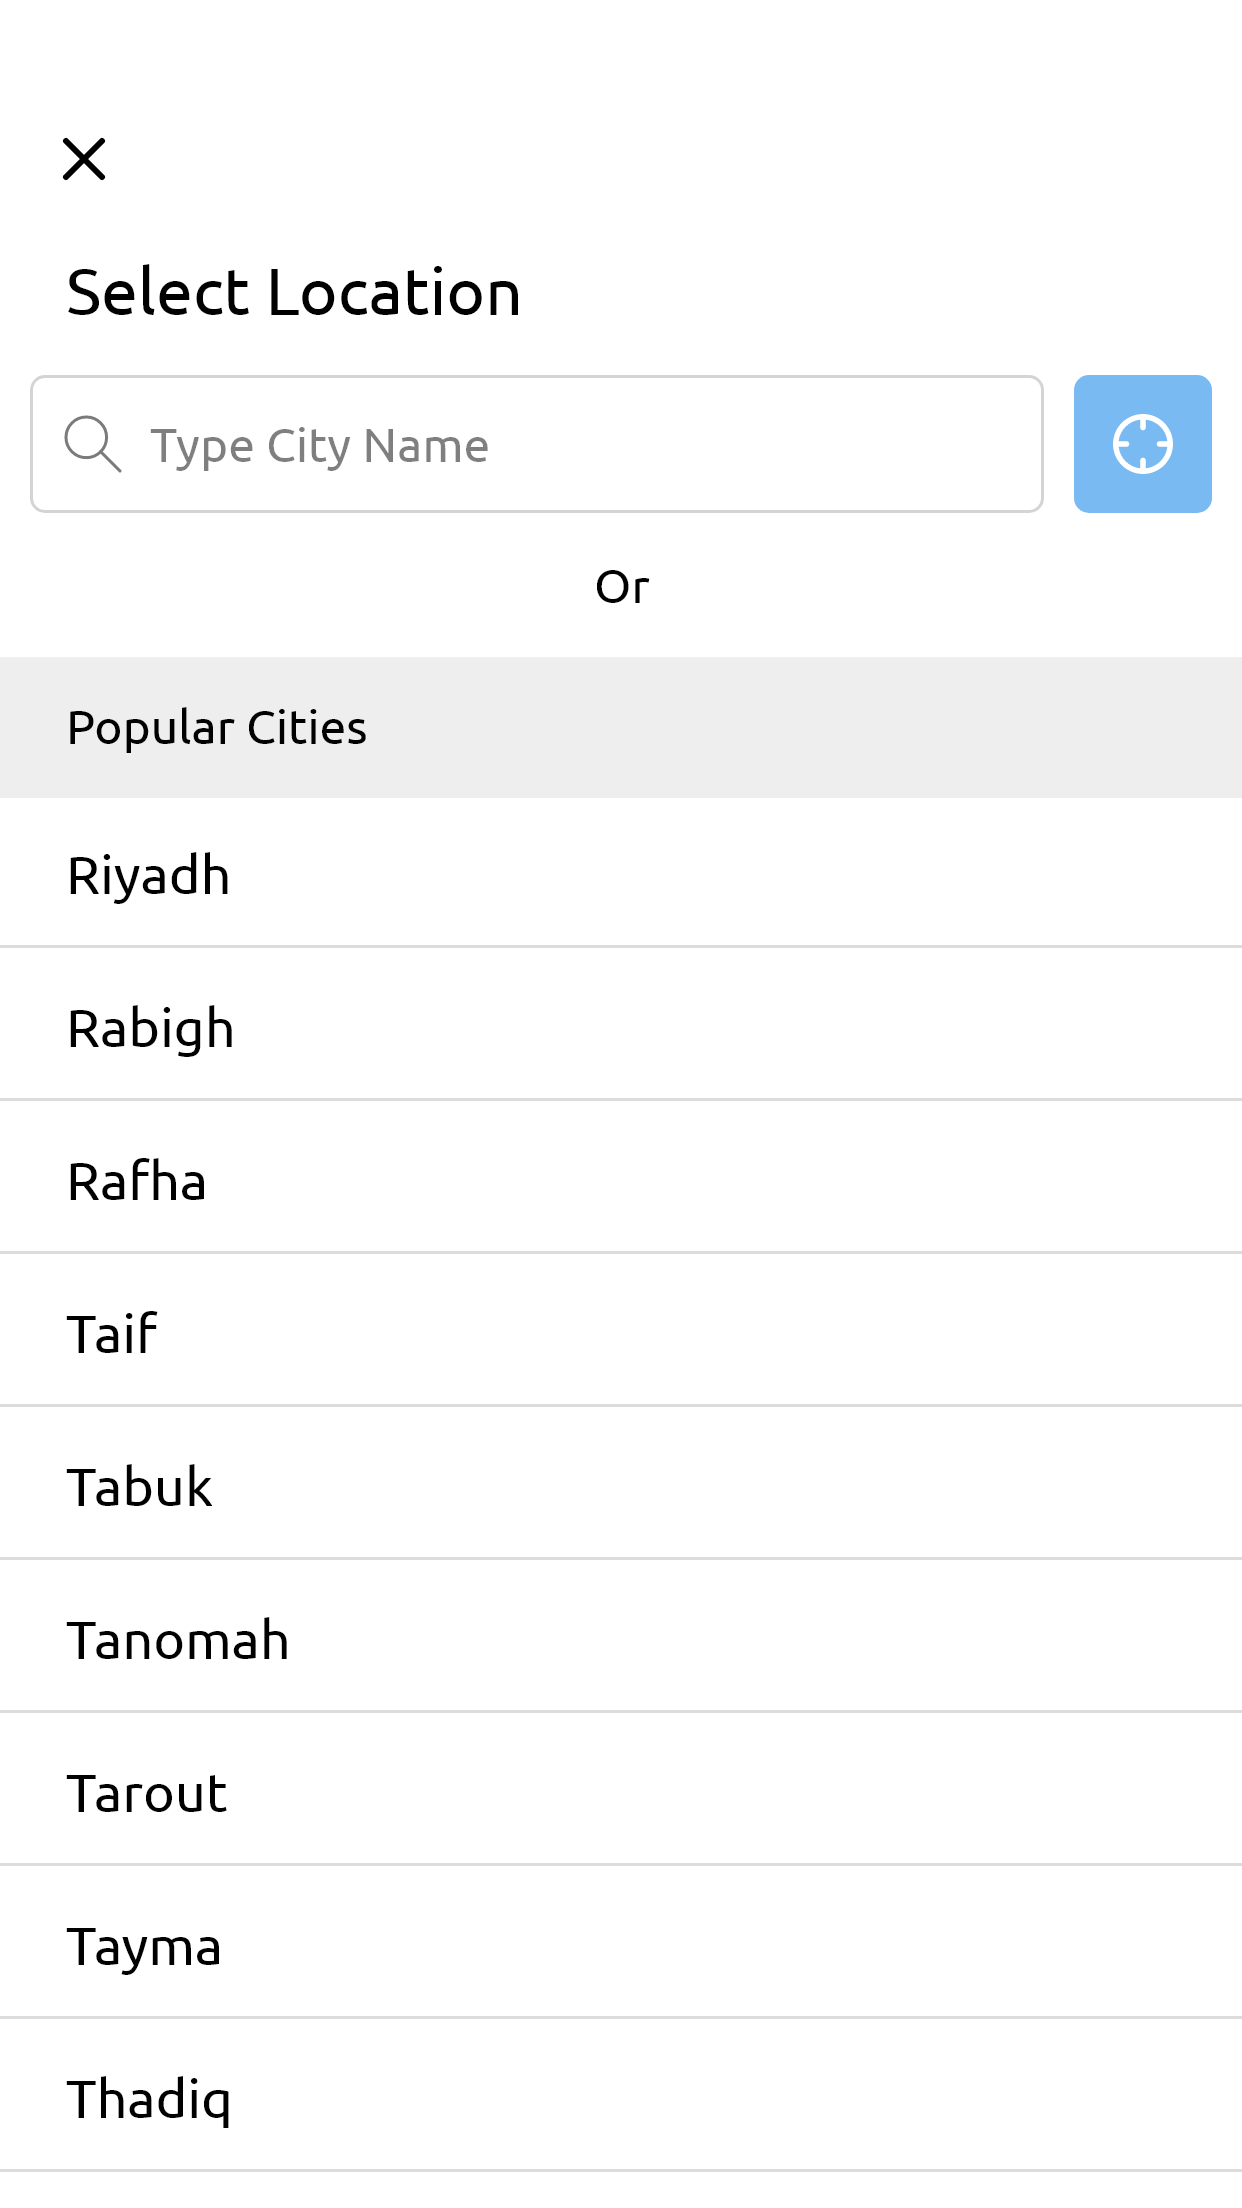 Select Location
Type City Name
Or
Popular Cities
Riyadh
Rabigh
Rafha
Taif
Tabuk
Tanomah
Tarout
Tayma
Thadiq